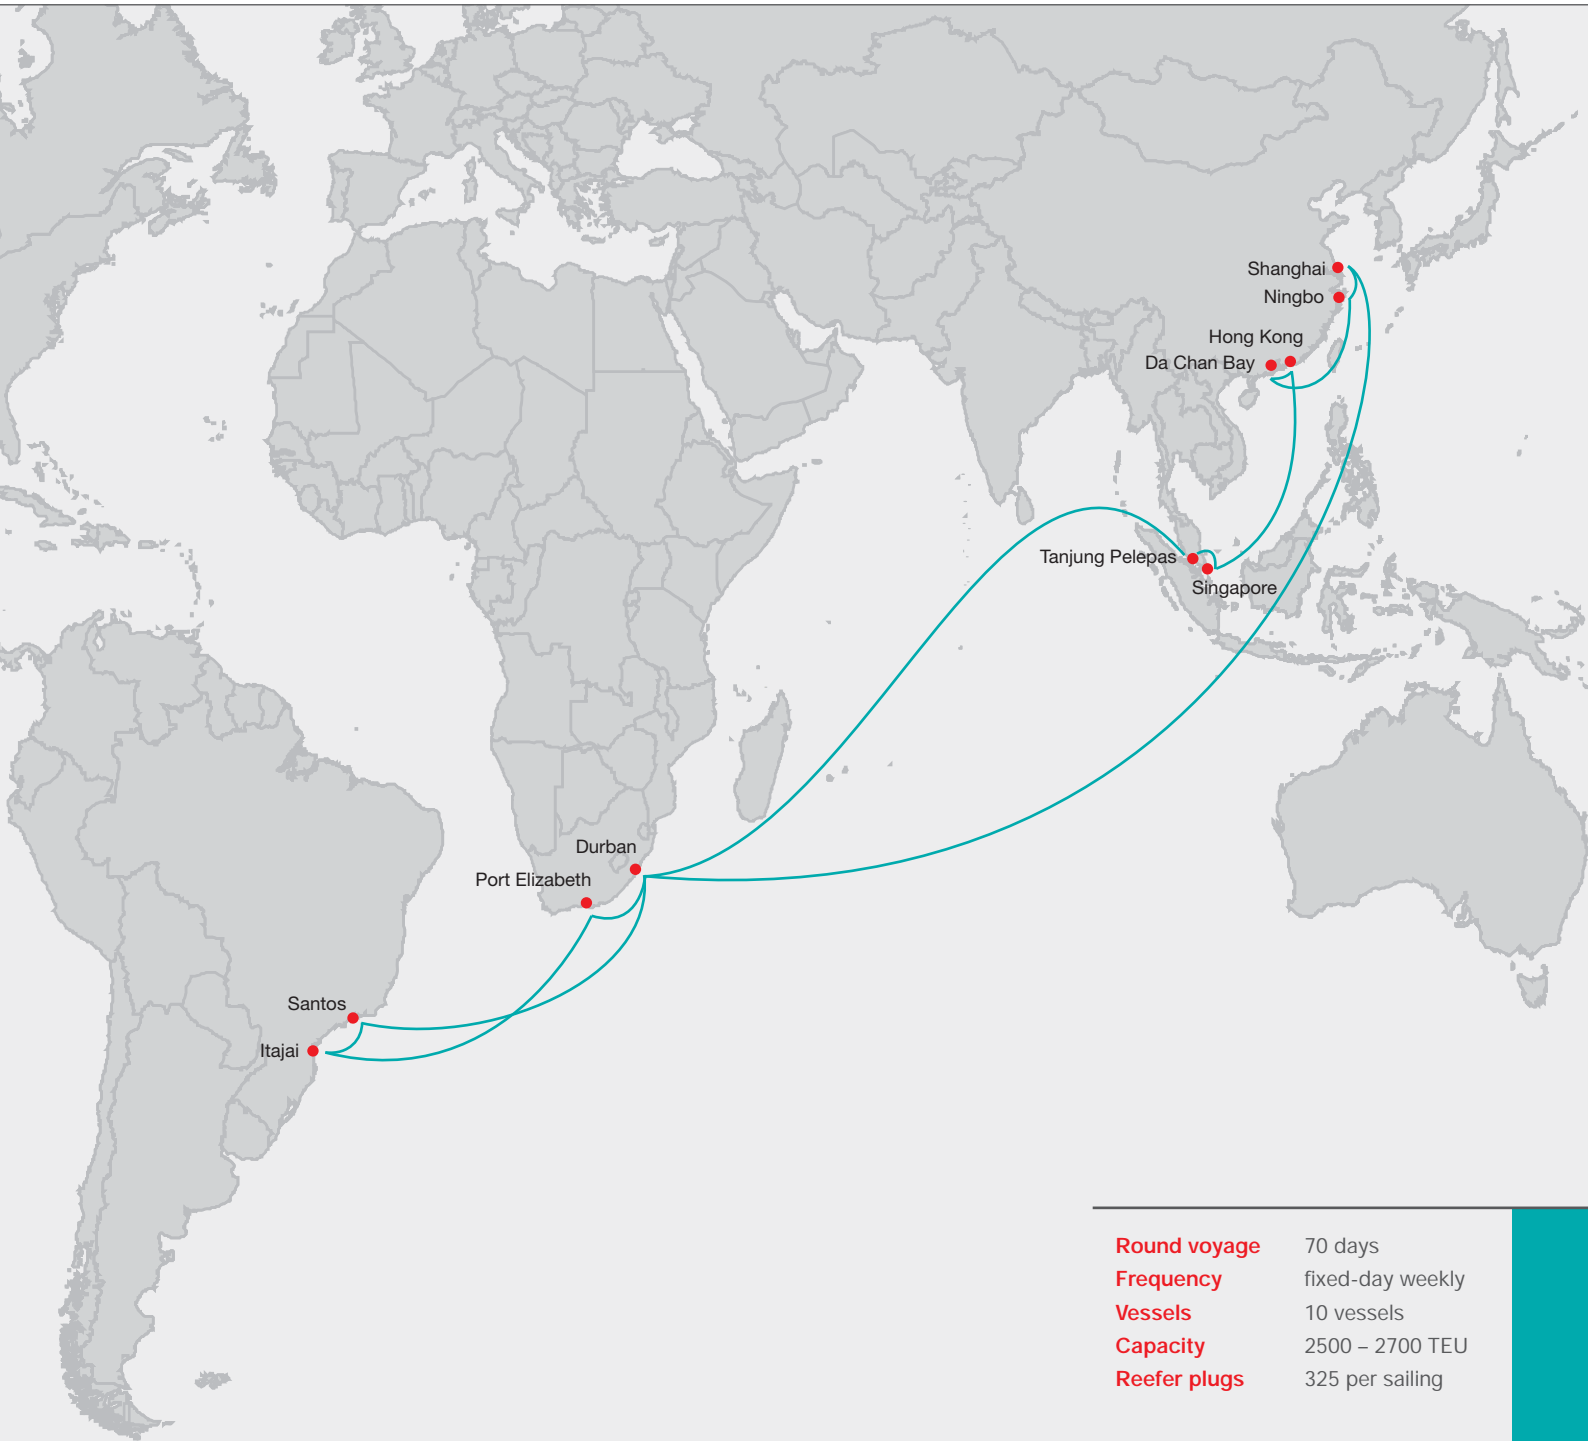 Shanghai
Ningbo
Hong Kong
Da Chan Bay
Tanjung Pelepas
Singapore
Durban
Port Elizabeth
Santos
Itajai
Round voyage 70 days
Frequency fixed-day weekly
Vessels 10 vessels
Capacity 2500 – 2700 TEU
Reefer plugs 325 per sailing